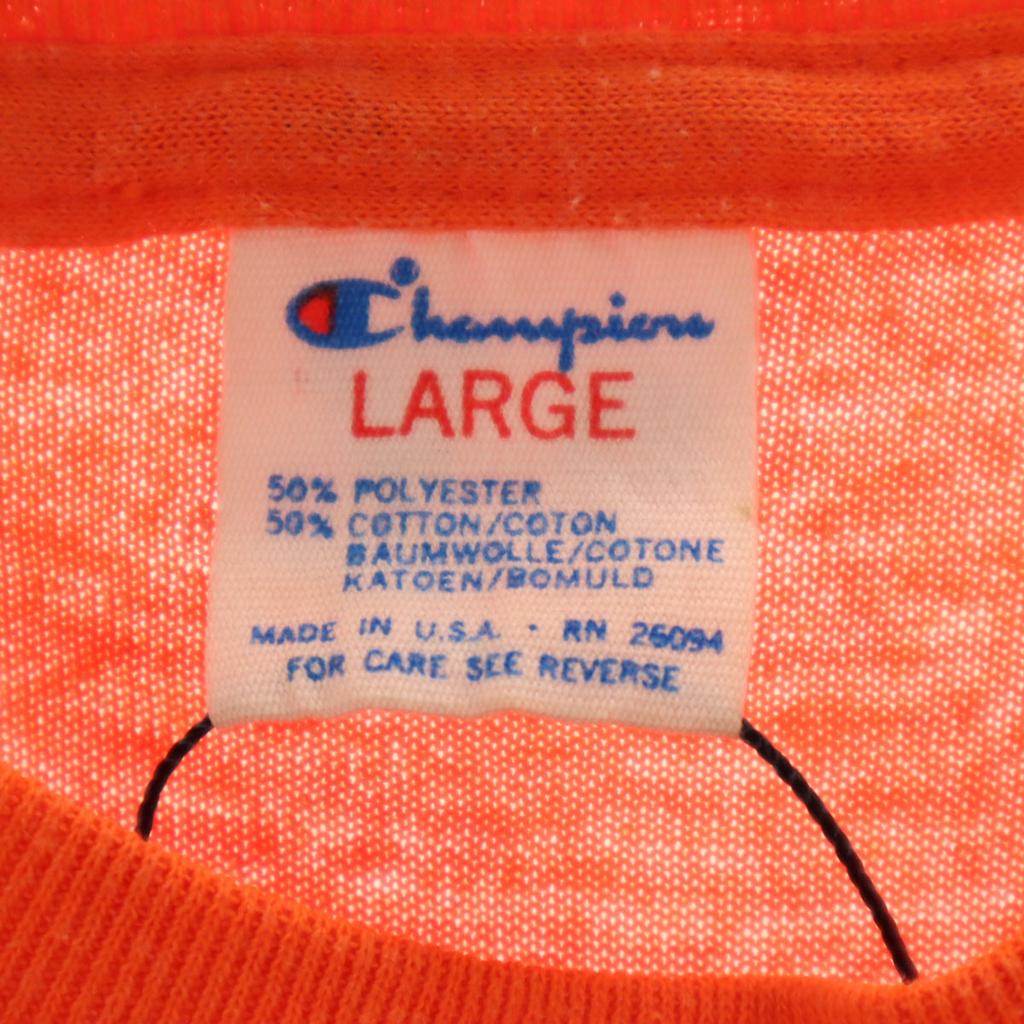 Champion
LARGE
50% POLYESTER
50% COTTON/COTON
BAUMWOLLE/COTONE
KATOEN/BOMULD
MADE IN U.S.A. · RN 26094
FOR CARE SEE REVERSE